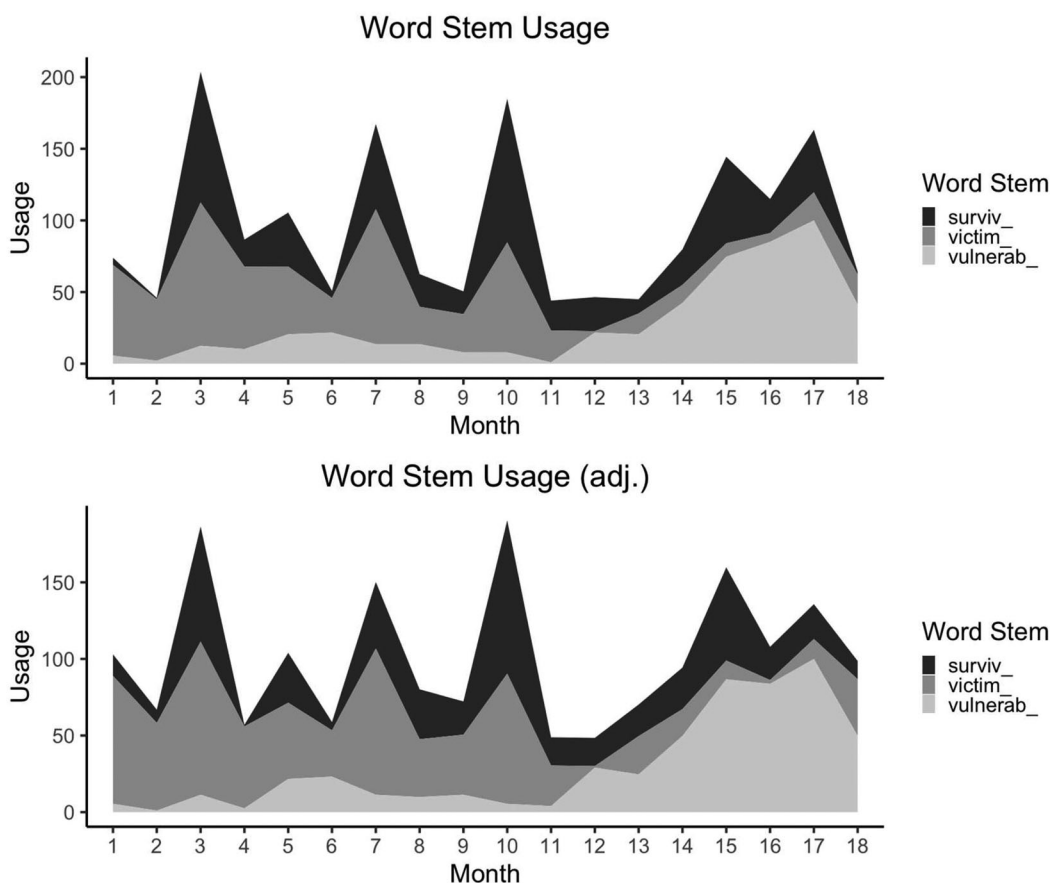 Word Stem Usage
200
150
100
50
0
Usage
1 2 3 4 5 6 7 8 9 10 11 12 13 14 15 16 17 18
Month
Word Stem
surviv_
victim_
vulnerab_
Word Stem Usage (adj.)
150
100
50
0
Usage
1 2 3 4 5 6 7 8 9 10 11 12 13 14 15 16 17 18
Month
Word Stem
surviv_
victim_
vulnerab_